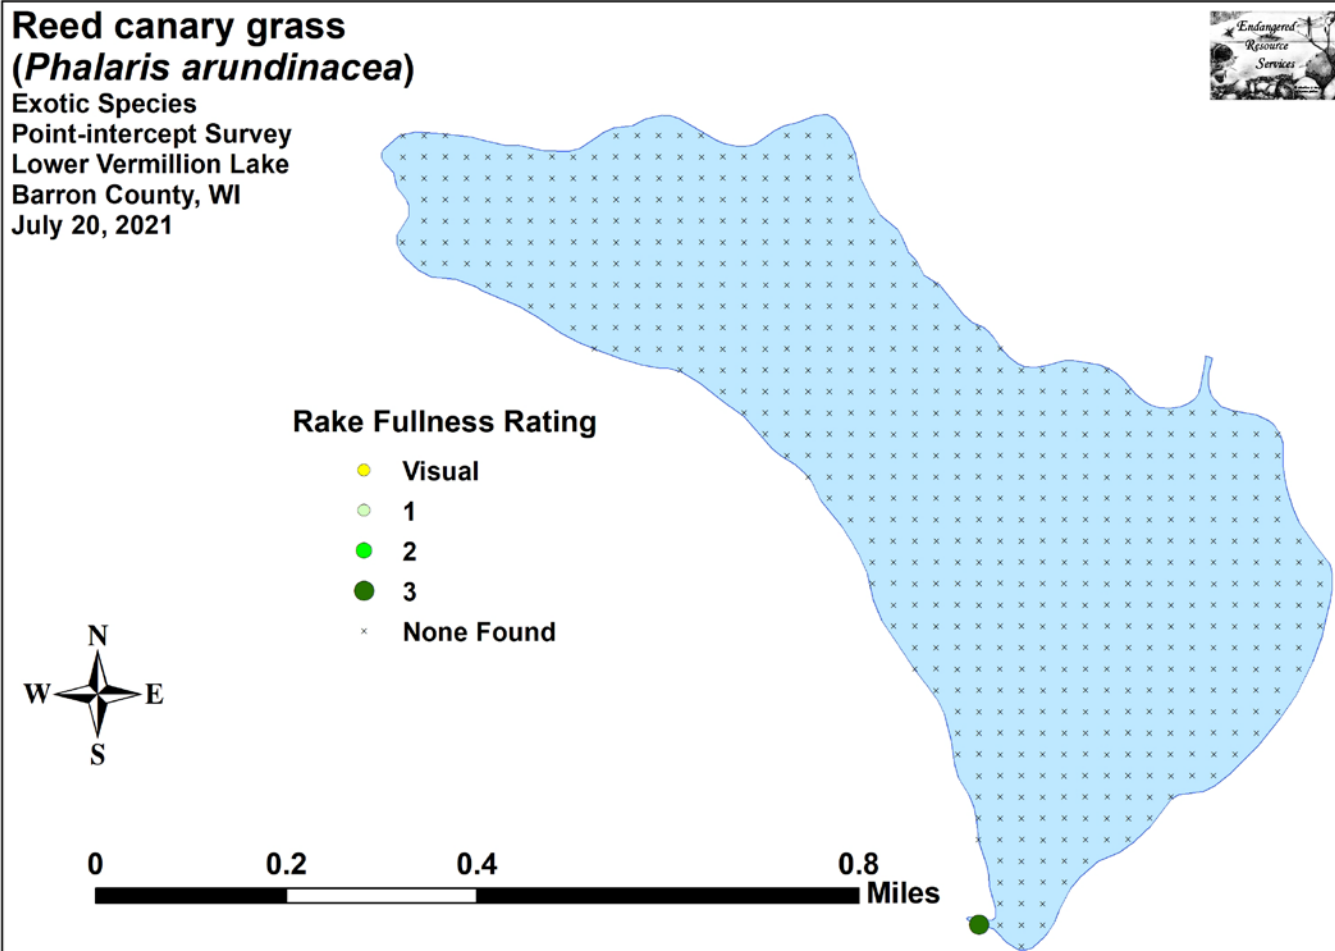 Reed canary grass
(Phalaris arundinacea)
Exotic Species
Point-intercept Survey
Lower Vermillion Lake
Barron County, WI
July 20, 2021
Endangered
Resource
Services
Rake Fullness Rating
Visual
1
2
3
None Found
N
W E
S
0 0.2 0.4 0.8
Miles